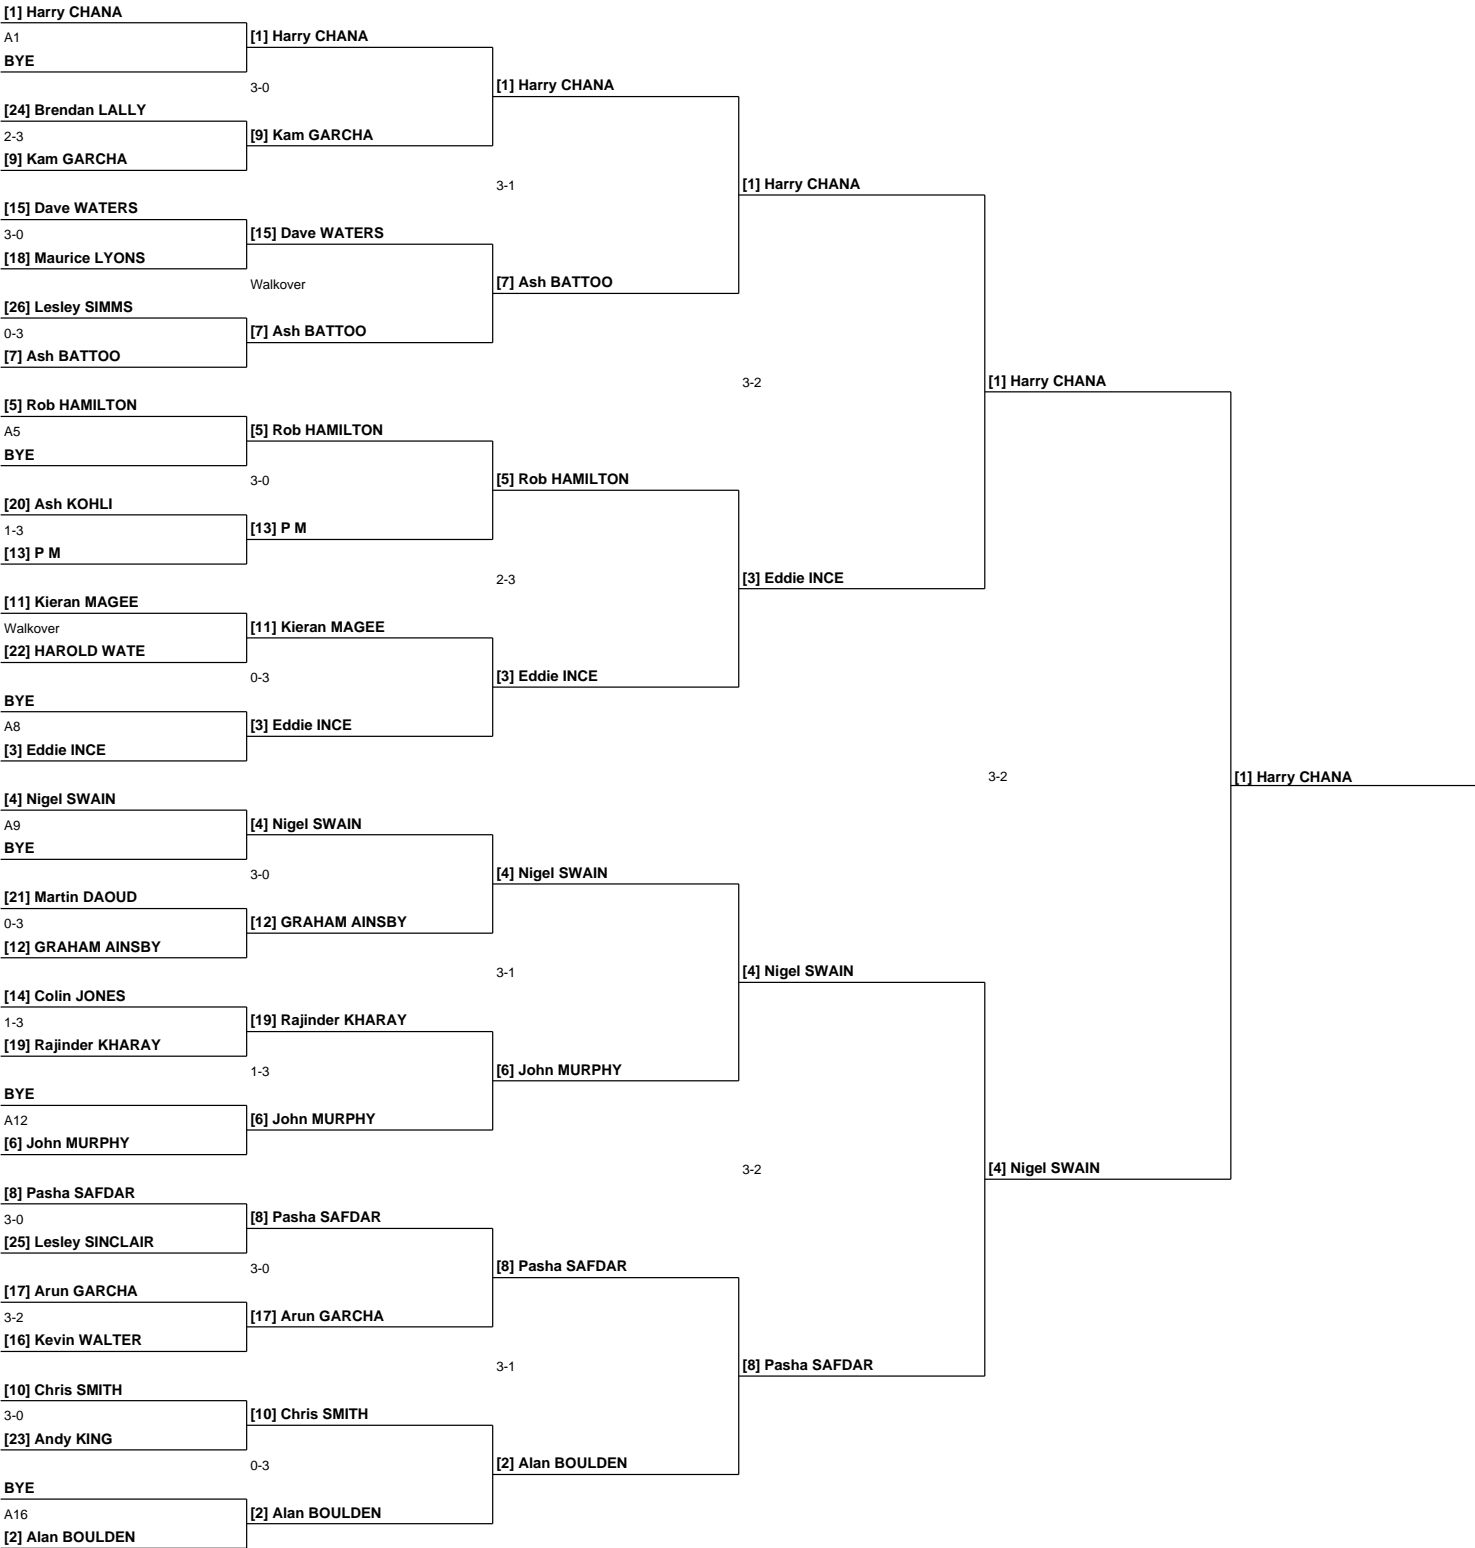 [1] Harry CHANA
A1
[1] Harry CHANA
BYE
3-0
[1] Harry CHANA
[24] Brendan LALLY
2-3
[9] Kam GARCHA
[9] Kam GARCHA
3-1
[1] Harry CHANA
[15] Dave WATERS
3-0
[15] Dave WATERS
[18] Maurice LYONS
Walkover
[7] Ash BATTOO
[26] Lesley SIMMS
0-3
[7] Ash BATTOO
[7] Ash BATTOO
3-2
[1] Harry CHANA
[5] Rob HAMILTON
A5
[5] Rob HAMILTON
BYE
3-0
[5] Rob HAMILTON
[20] Ash KOHLI
1-3
[13] P M
[13] P M
2-3
[3] Eddie INCE
[11] Kieran MAGEE
Walkover
[11] Kieran MAGEE
[22] HAROLD WATE
0-3
[3] Eddie INCE
BYE
A8
[3] Eddie INCE
[3] Eddie INCE
3-2
[1] Harry CHANA
[4] Nigel SWAIN
A9
[4] Nigel SWAIN
BYE
3-0
[4] Nigel SWAIN
[21] Martin DAOUD
0-3
[12] GRAHAM AINSBY
[12] GRAHAM AINSBY
3-1
[4] Nigel SWAIN
[14] Colin JONES
1-3
[19] Rajinder KHARAY
[19] Rajinder KHARAY
1-3
[6] John MURPHY
BYE
A12
[6] John MURPHY
[6] John MURPHY
3-2
[4] Nigel SWAIN
[8] Pasha SAFDAR
3-0
[8] Pasha SAFDAR
[25] Lesley SINCLAIR
3-0
[8] Pasha SAFDAR
[17] Arun GARCHA
3-2
[17] Arun GARCHA
[16] Kevin WALTER
3-1
[8] Pasha SAFDAR
[10] Chris SMITH
3-0
[10] Chris SMITH
[23] Andy KING
0-3
[2] Alan BOULDEN
BYE
A16
[2] Alan BOULDEN
[2] Alan BOULDEN